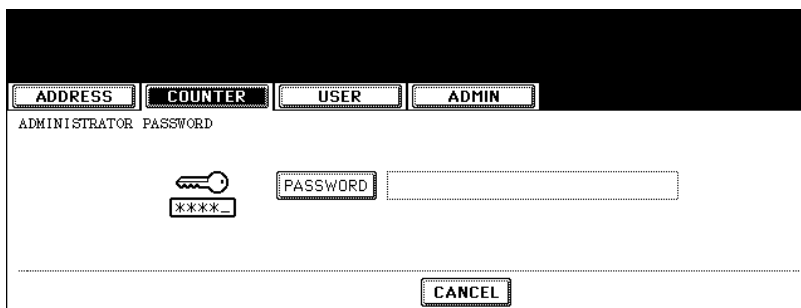 ADDRESS COUNTER USER ADMIN
ADMINISTRATOR PASSWORD
PASSWORD
****_
CANCEL